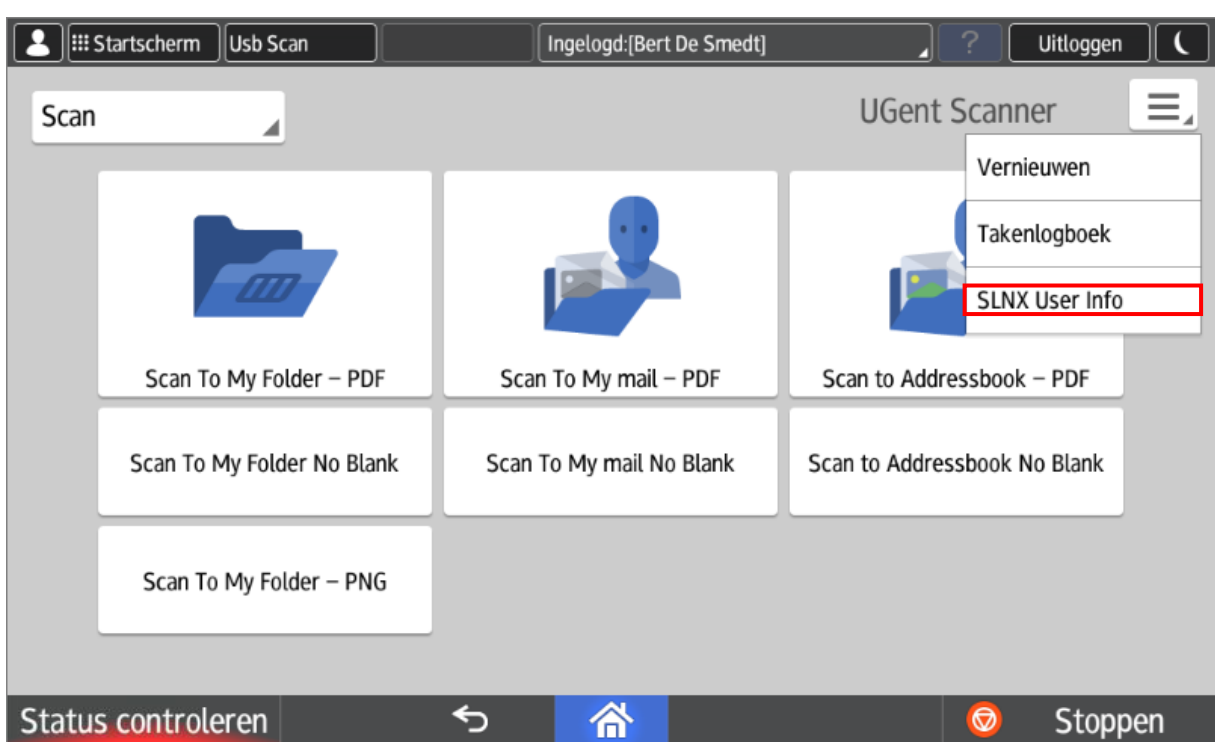 Startscherm
Usb Scan
Ingelogd:[Bert De Smedt]
?
Uitloggen
Scan
UGent Scanner
Vernieuwen
Takenlogboek
SLNX User Info
Scan To My Folder – PDF
Scan To My mail – PDF
Scan to Addressbook – PDF
Scan To My Folder No Blank
Scan To My mail No Blank
Scan to Addressbook No Blank
Scan To My Folder – PNG
Status controleren
Stoppen